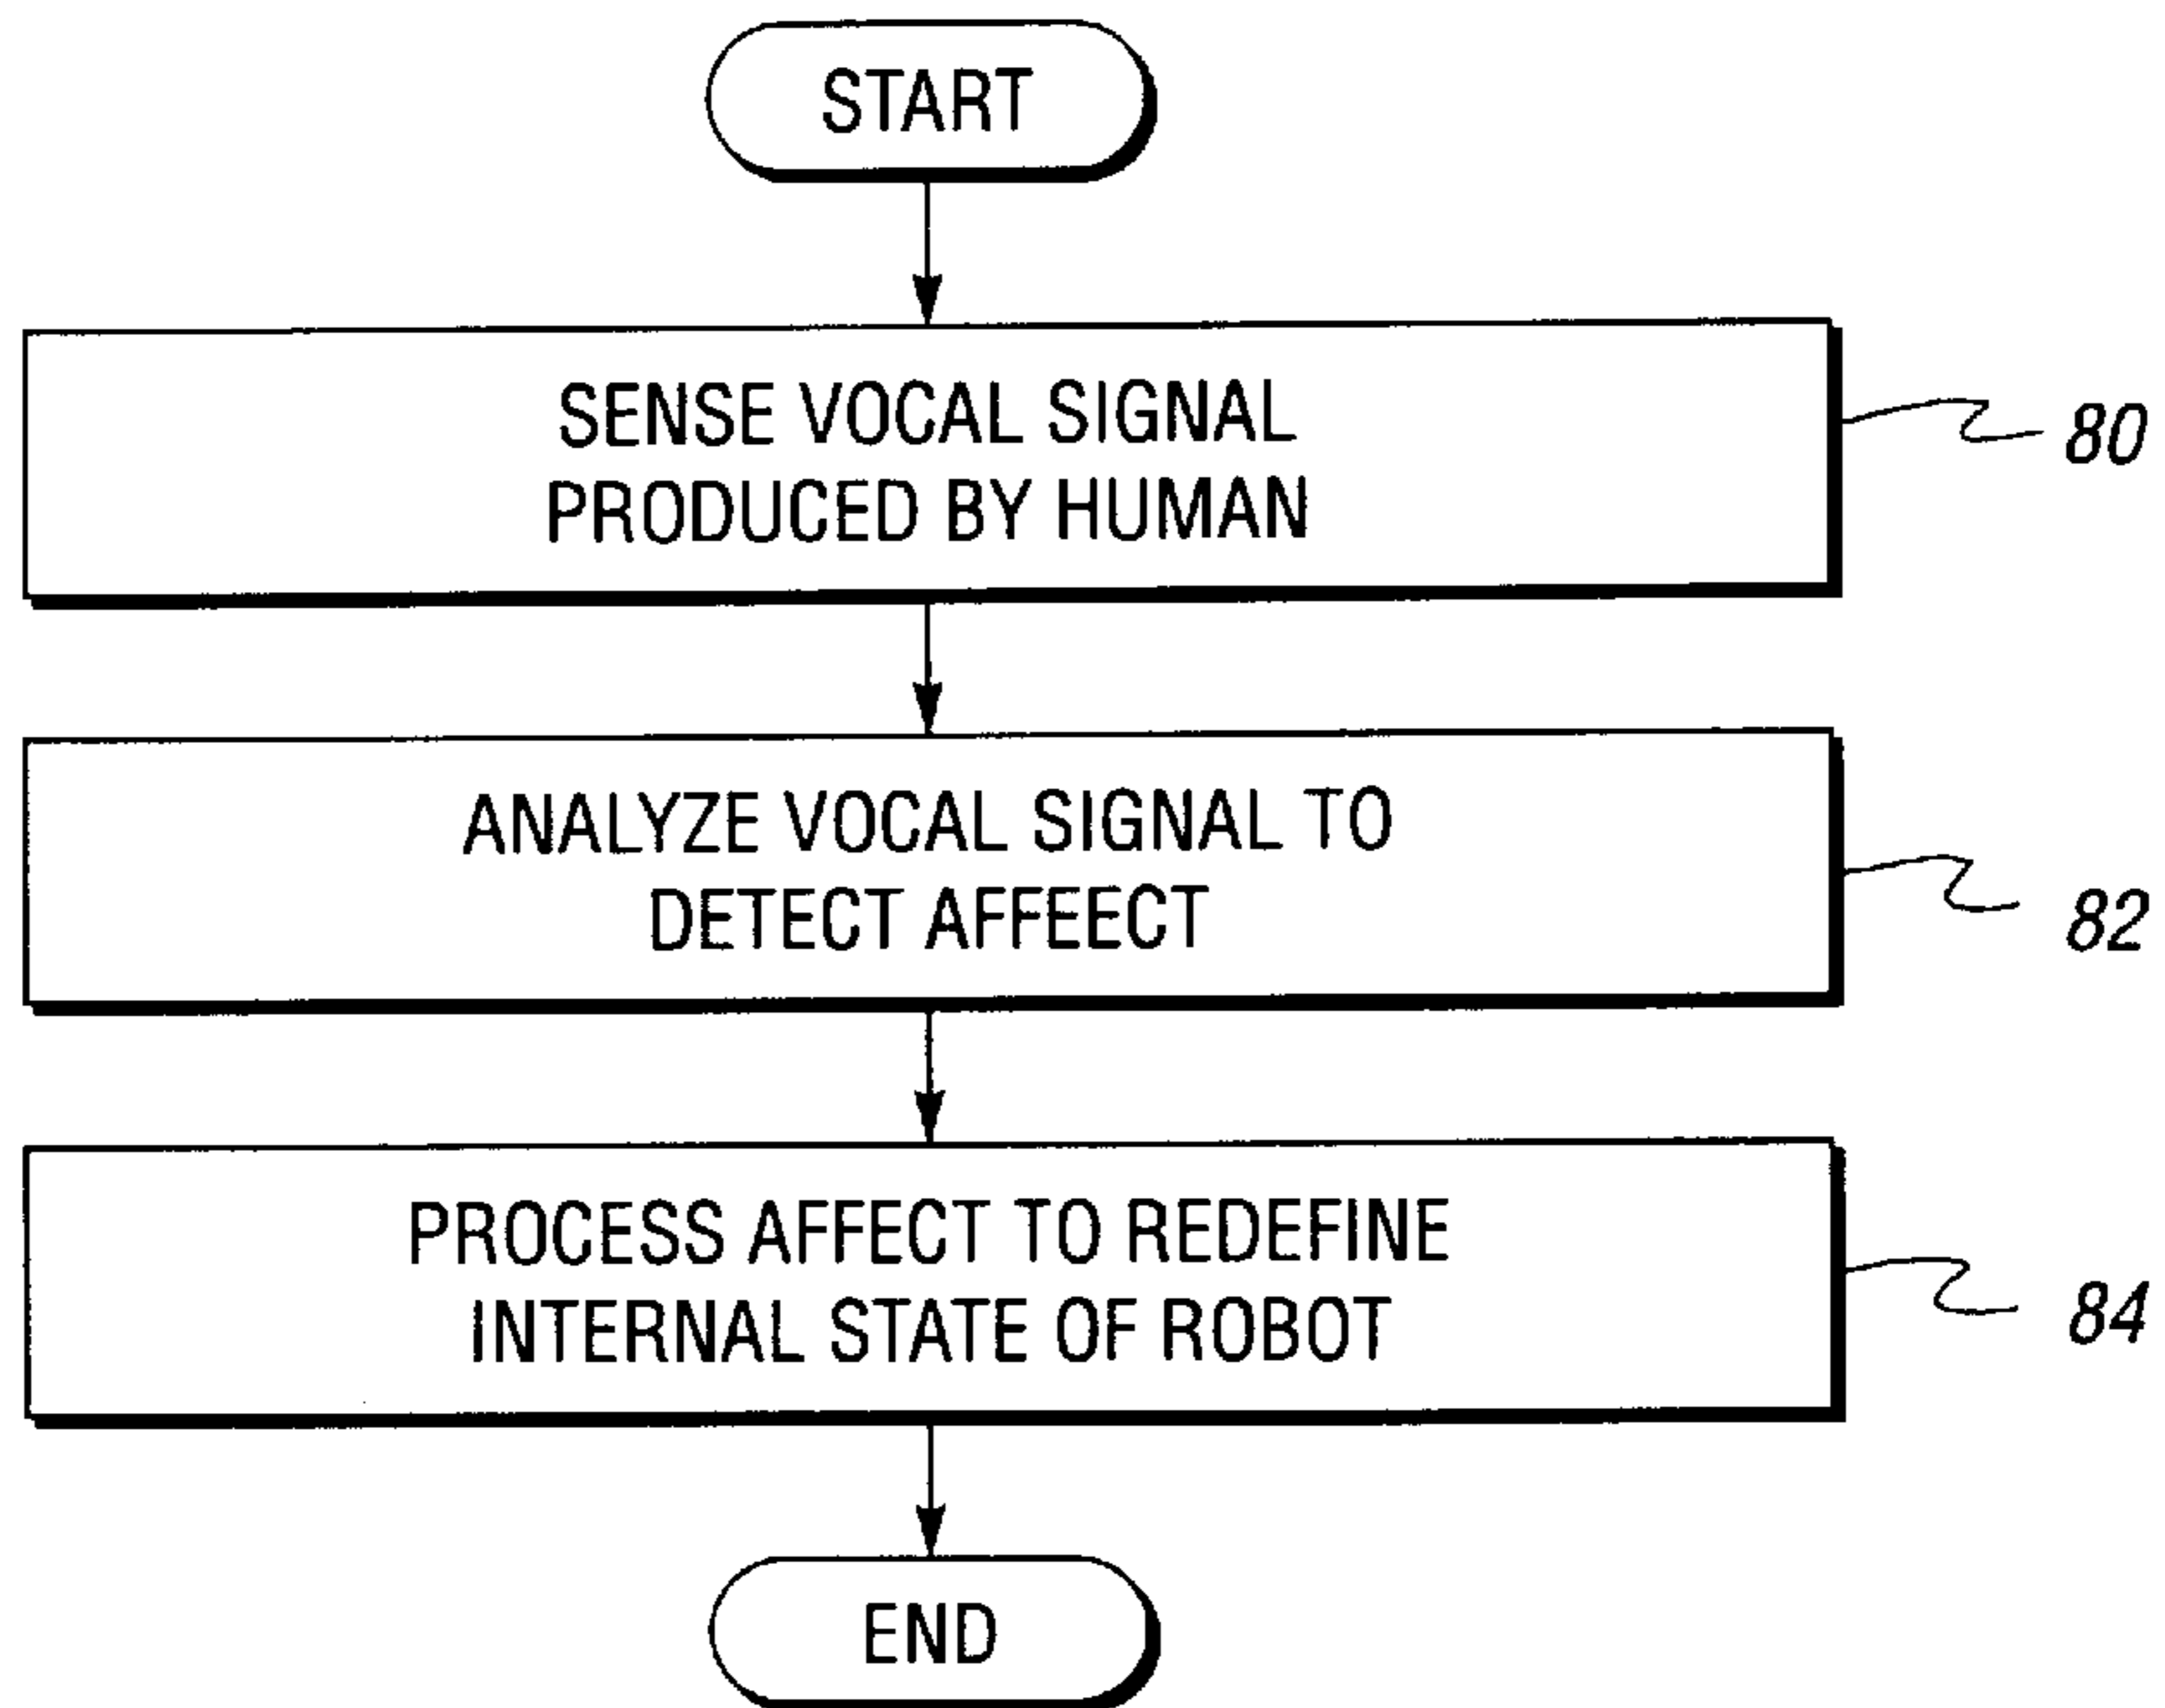 START
SENSE VOCAL SIGNAL
PRODUCED BY HUMAN
80
ANALYZE VOCAL SIGNAL TO
DETECT AFFEECT
82
PROCESS AFFECT TO REDEFINE
INTERNAL STATE OF ROBOT
84
END